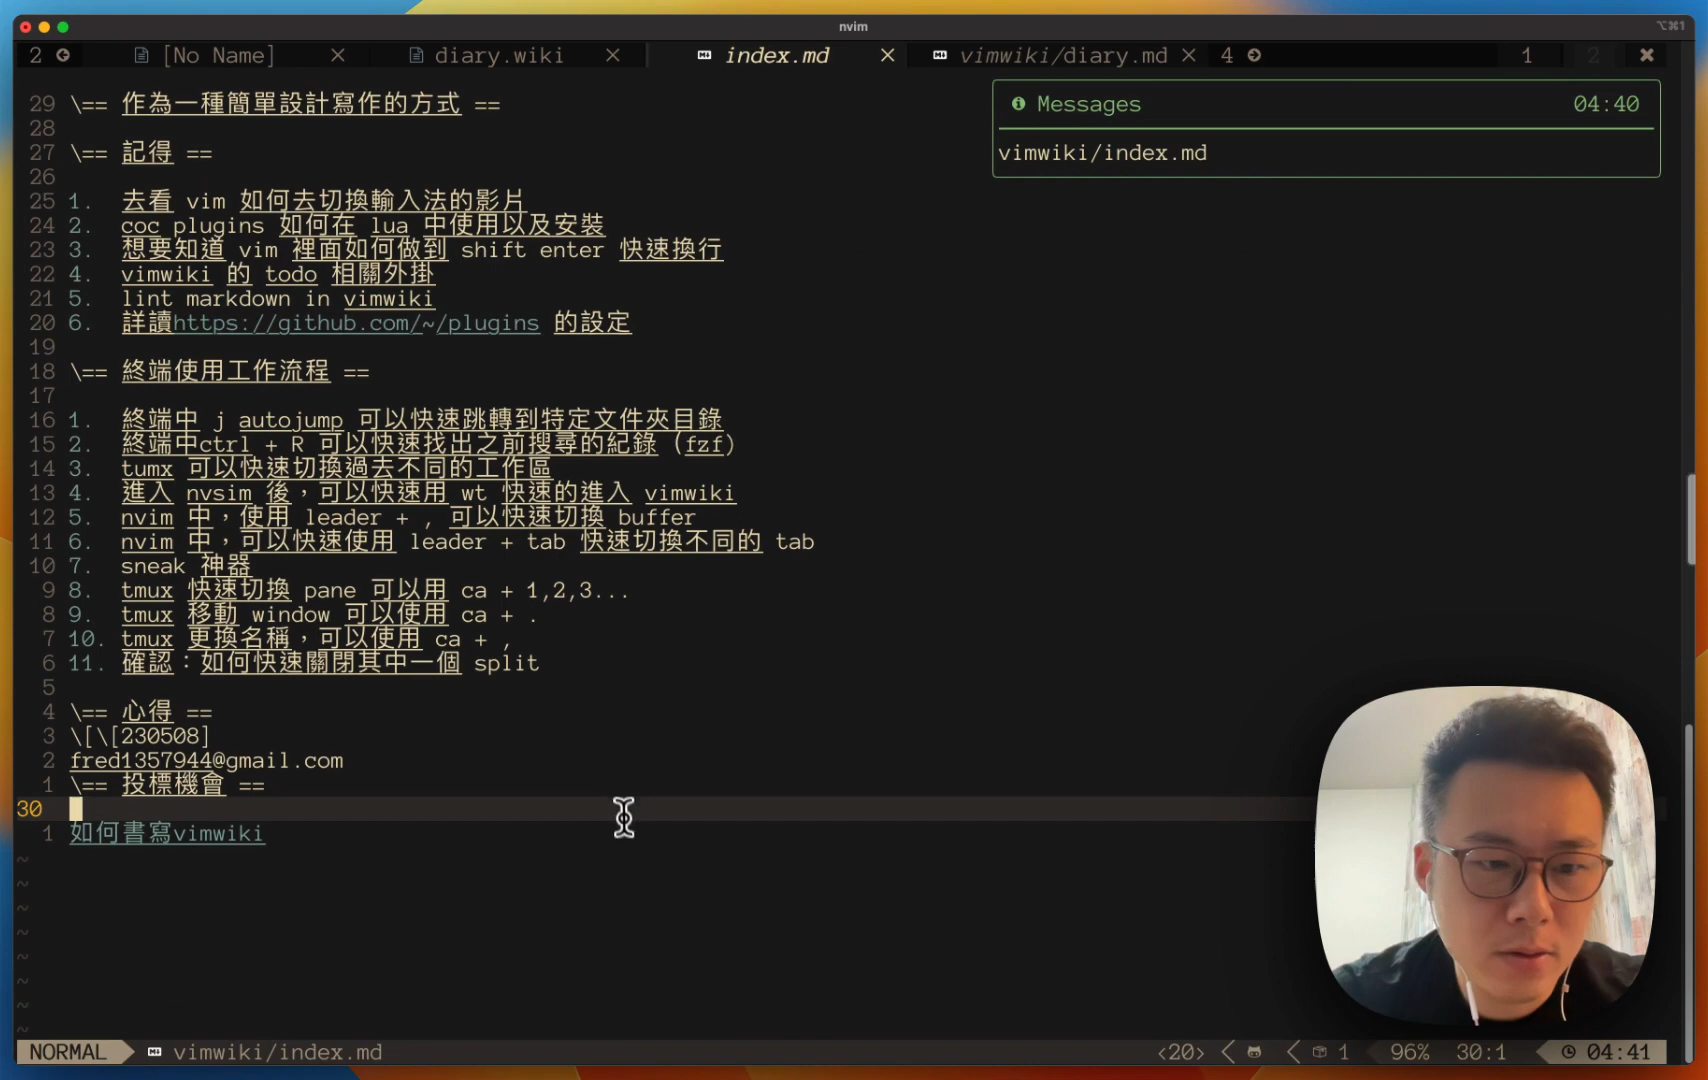 nvim
⌥⌘1
2 [No Name] × diary.wiki × index.md × vimwiki/diary.md × 4 1 2 ×
Messages 04:40
vimwiki/index.md
29 \== 作為一種簡單設計寫作的方式 ==
28
27 \== 記得 ==
26
25 1. 去看 vim 如何去切換輸入法的影片
24 2. coc plugins 如何在 lua 中使用以及安裝
23 3. 想要知道 vim 裡面如何做到 shift enter 快速換行
22 4. vimwiki 的 todo 相關外掛
21 5. lint markdown in vimwiki
20 6. 詳讀https://github.com/~/plugins 的設定
19
18 \== 終端使用工作流程 ==
17
16 1. 終端中 j autojump 可以快速跳轉到特定文件夾目錄
15 2. 終端中ctrl + R 可以快速找出之前搜尋的紀錄 (fzf)
14 3. tumx 可以快速切換過去不同的工作區
13 4. 進入 nvsim 後，可以快速用 wt 快速的進入 vimwiki
12 5. nvim 中，使用 leader + , 可以快速切換 buffer
11 6. nvim 中，可以快速使用 leader + tab 快速切換不同的 tab
10 7. sneak 神器
9 8. tmux 快速切換 pane 可以用 ca + 1,2,3...
8 9. tmux 移動 window 可以使用 ca + .
7 10. tmux 更換名稱，可以使用 ca + ,
6 11. 確認：如何快速關閉其中一個 split
5
4 \== 心得 ==
3 \[\[230508]
2 fred1357944@gmail.com
1 \== 投標機會 ==
30
1 如何書寫vimwiki
~
~
~
~
~
~
~
~
NORMAL vimwiki/index.md <20> 1 96% 30:1 04:41